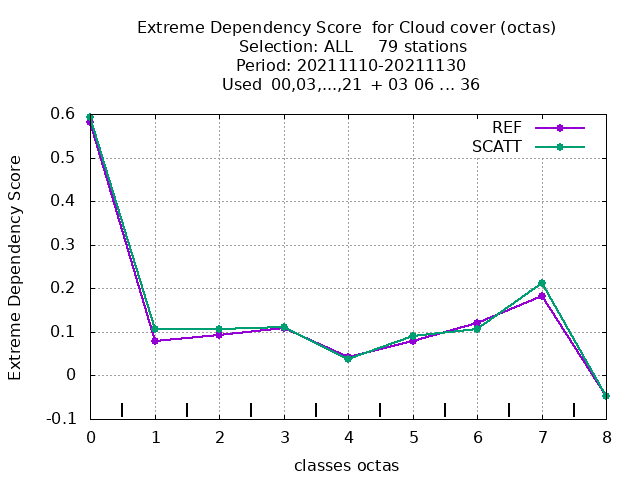 Extreme Dependency Score  for Cloud cover (octas)
Selection: ALL     79 stations
Period: 20211110-20211130
Used  00,03,...,21  + 03 06 ... 36
REF
SCATT
Extreme Dependency Score
0.6
0.5
0.4
0.3
0.2
0.1
0
-0.1
0 1 2 3 4 5 6 7 8
classes octas